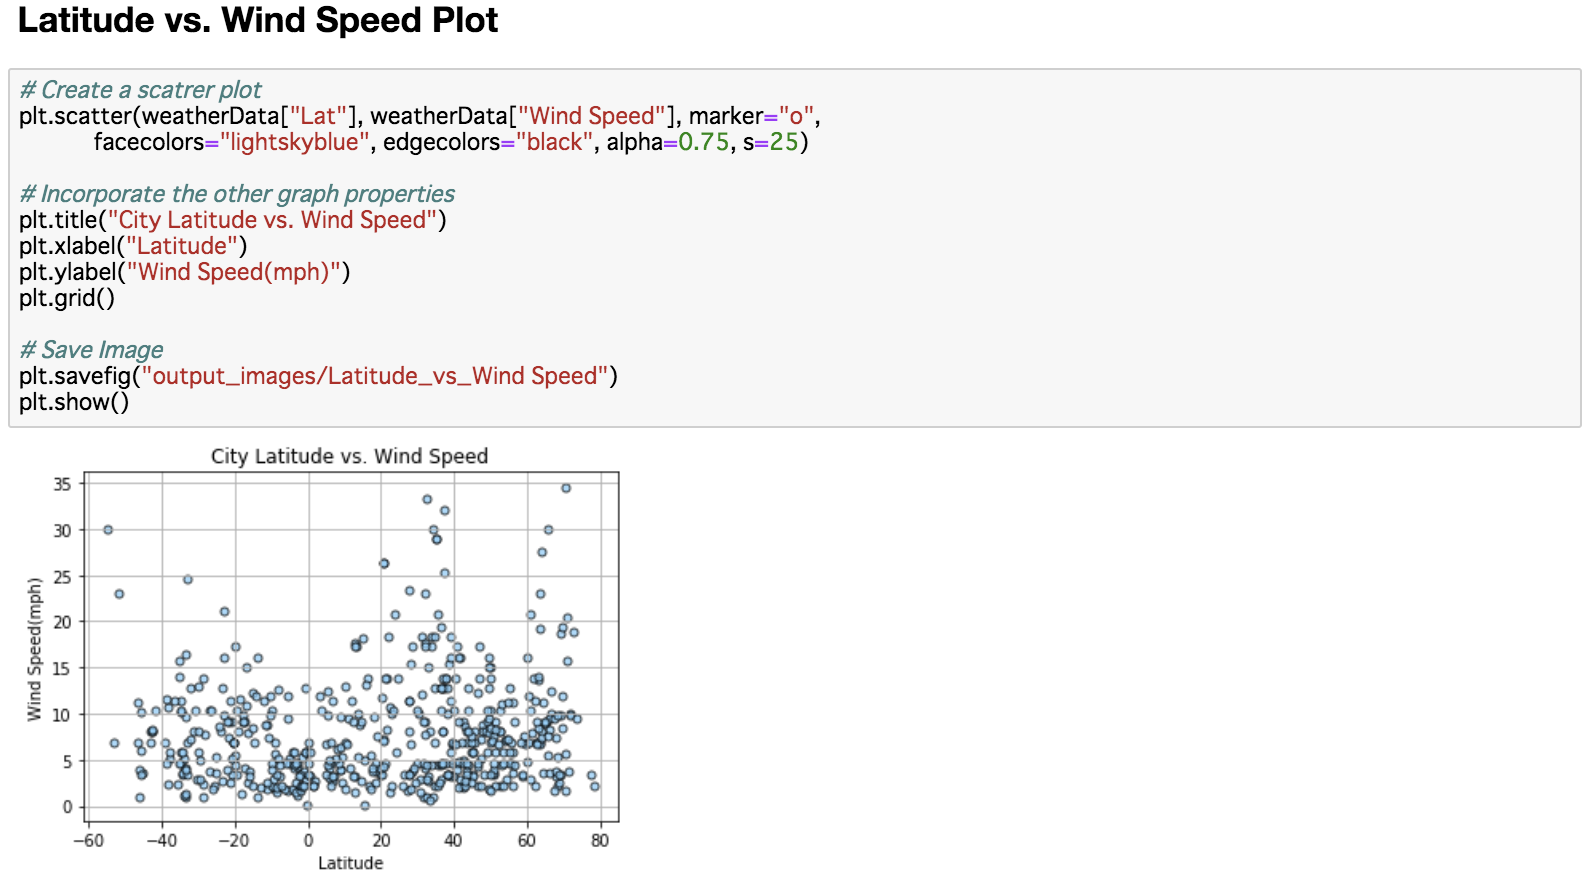 Latitude vs. Wind Speed Plot
# Create a scatrer plot
plt.scatter(weatherData["Lat"], weatherData["Wind Speed"], marker="o",
facecolors="lightskyblue", edgecolors="black", alpha=0.75, s=25)
# Incorporate the other graph properties
plt.title("City Latitude vs. Wind Speed")
plt.xlabel("Latitude")
plt.ylabel("Wind Speed(mph)")
plt.grid()
# Save Image
plt.savefig("output_images/Latitude_vs_Wind Speed")
plt.show()
City Latitude vs. Wind Speed
Wind Speed(mph)
35
30
25
20
15
10
5
0
−60 −40 −20 0 20 40 60 80
Latitude